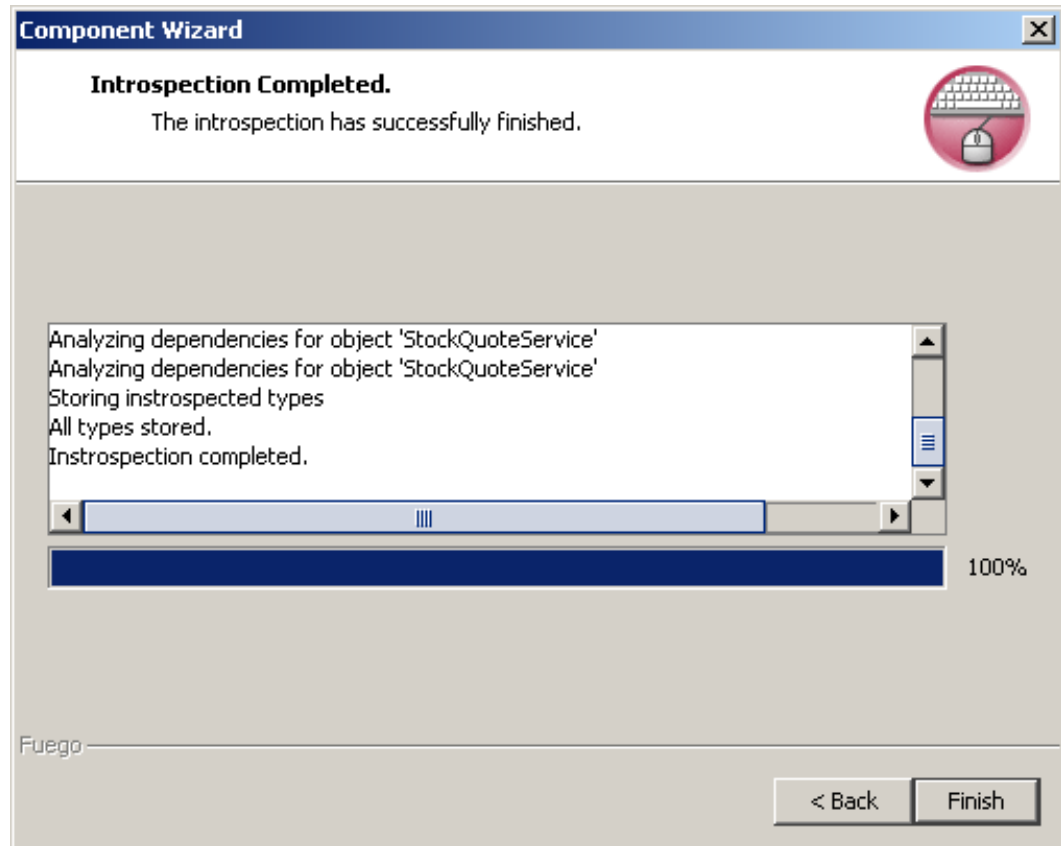 Component Wizard
Introspection Completed.
The introspection has successfully finished.
Analyzing dependencies for object 'StockQuoteService'
Analyzing dependencies for object 'StockQuoteService'
Storing instrospected types
All types stored.
Instrospection completed.
100%
Fuego
< Back Finish